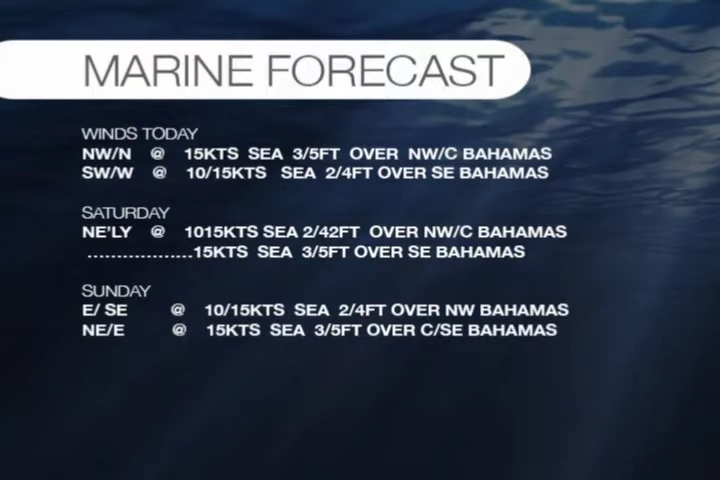 MARINE FORECAST
WINDS TODAY
NW/N @ 15KTS SEA 3/5FT OVER NW/C BAHAMAS
SW/W @ 10/15KTS SEA 2/4FT OVER SE BAHAMAS
SATURDAY
NE'LY @ 1015KTS SEA 2/42FT OVER NW/C BAHAMAS
..................15KTS SEA 3/5FT OVER SE BAHAMAS
SUNDAY
E/ SE @ 10/15KTS SEA 2/4FT OVER NW BAHAMAS
NE/E @ 15KTS SEA 3/5FT OVER C/SE BAHAMAS